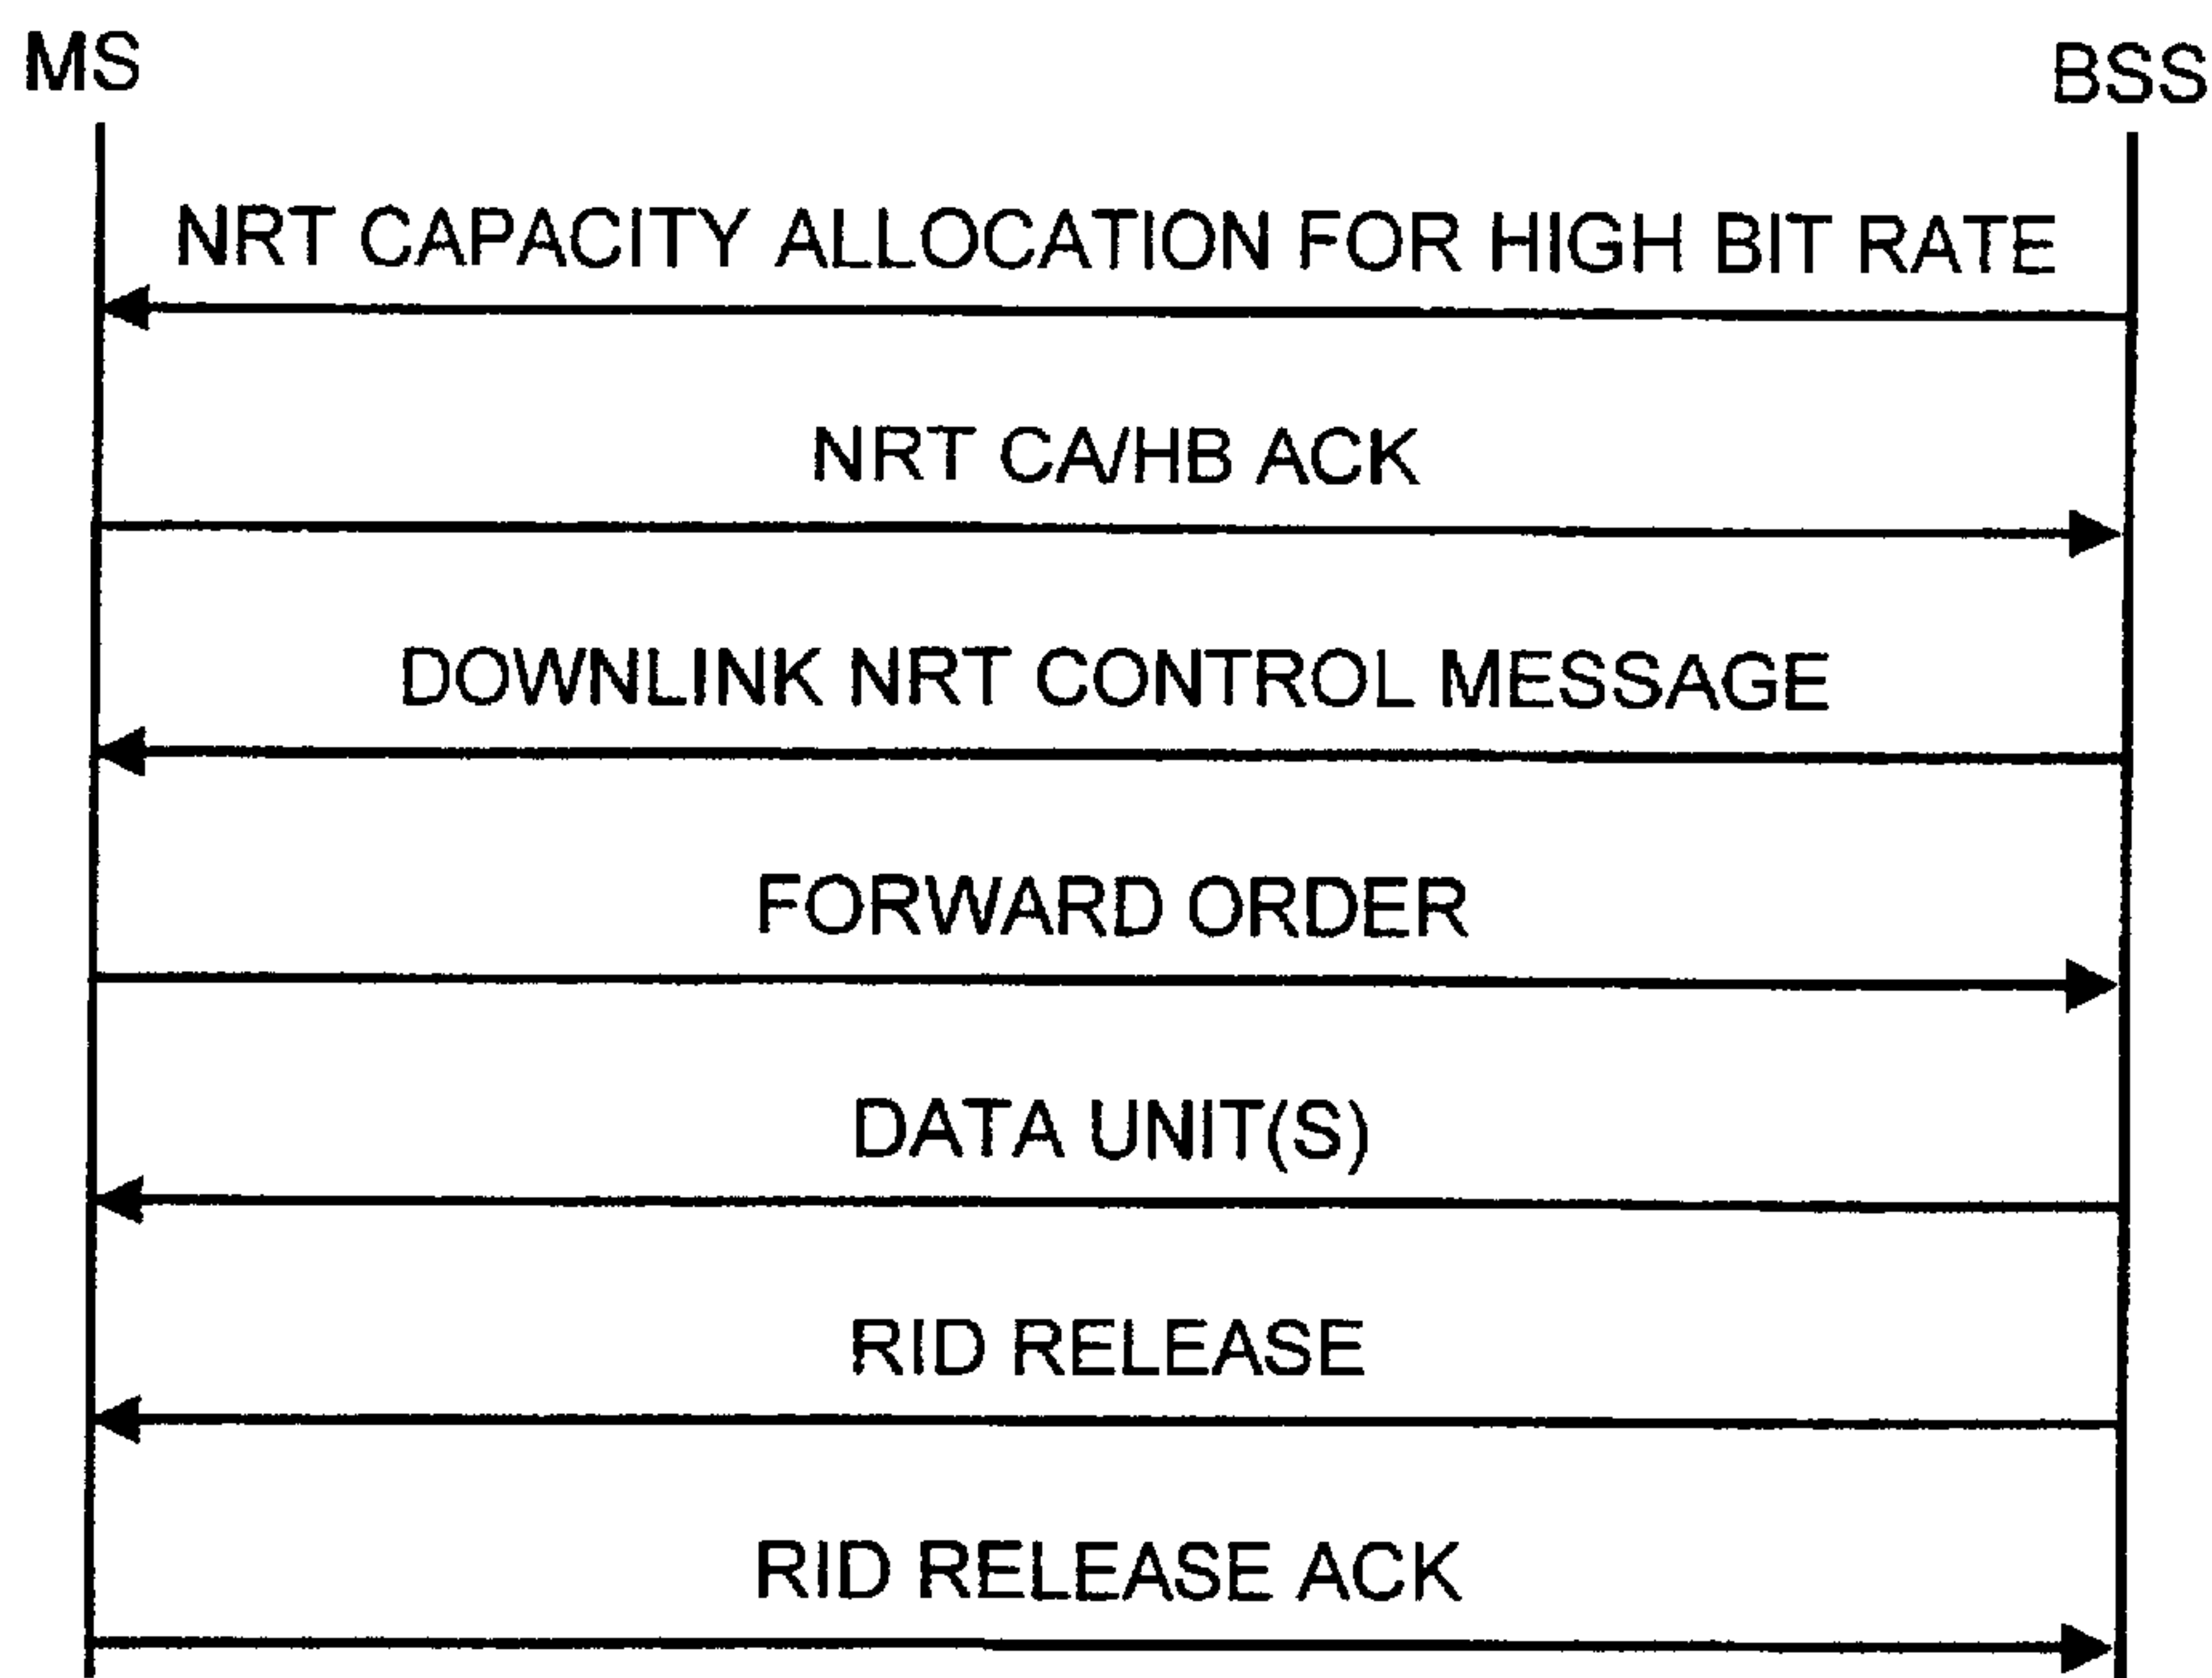 MS
BSS
NRT CAPACITY ALLOCATION FOR HIGH BIT RATE
NRT CA/HB ACK
DOWNLINK NRT CONTROL MESSAGE
FORWARD ORDER
DATA UNIT(S)
RID RELEASE
RID RELEASE ACK